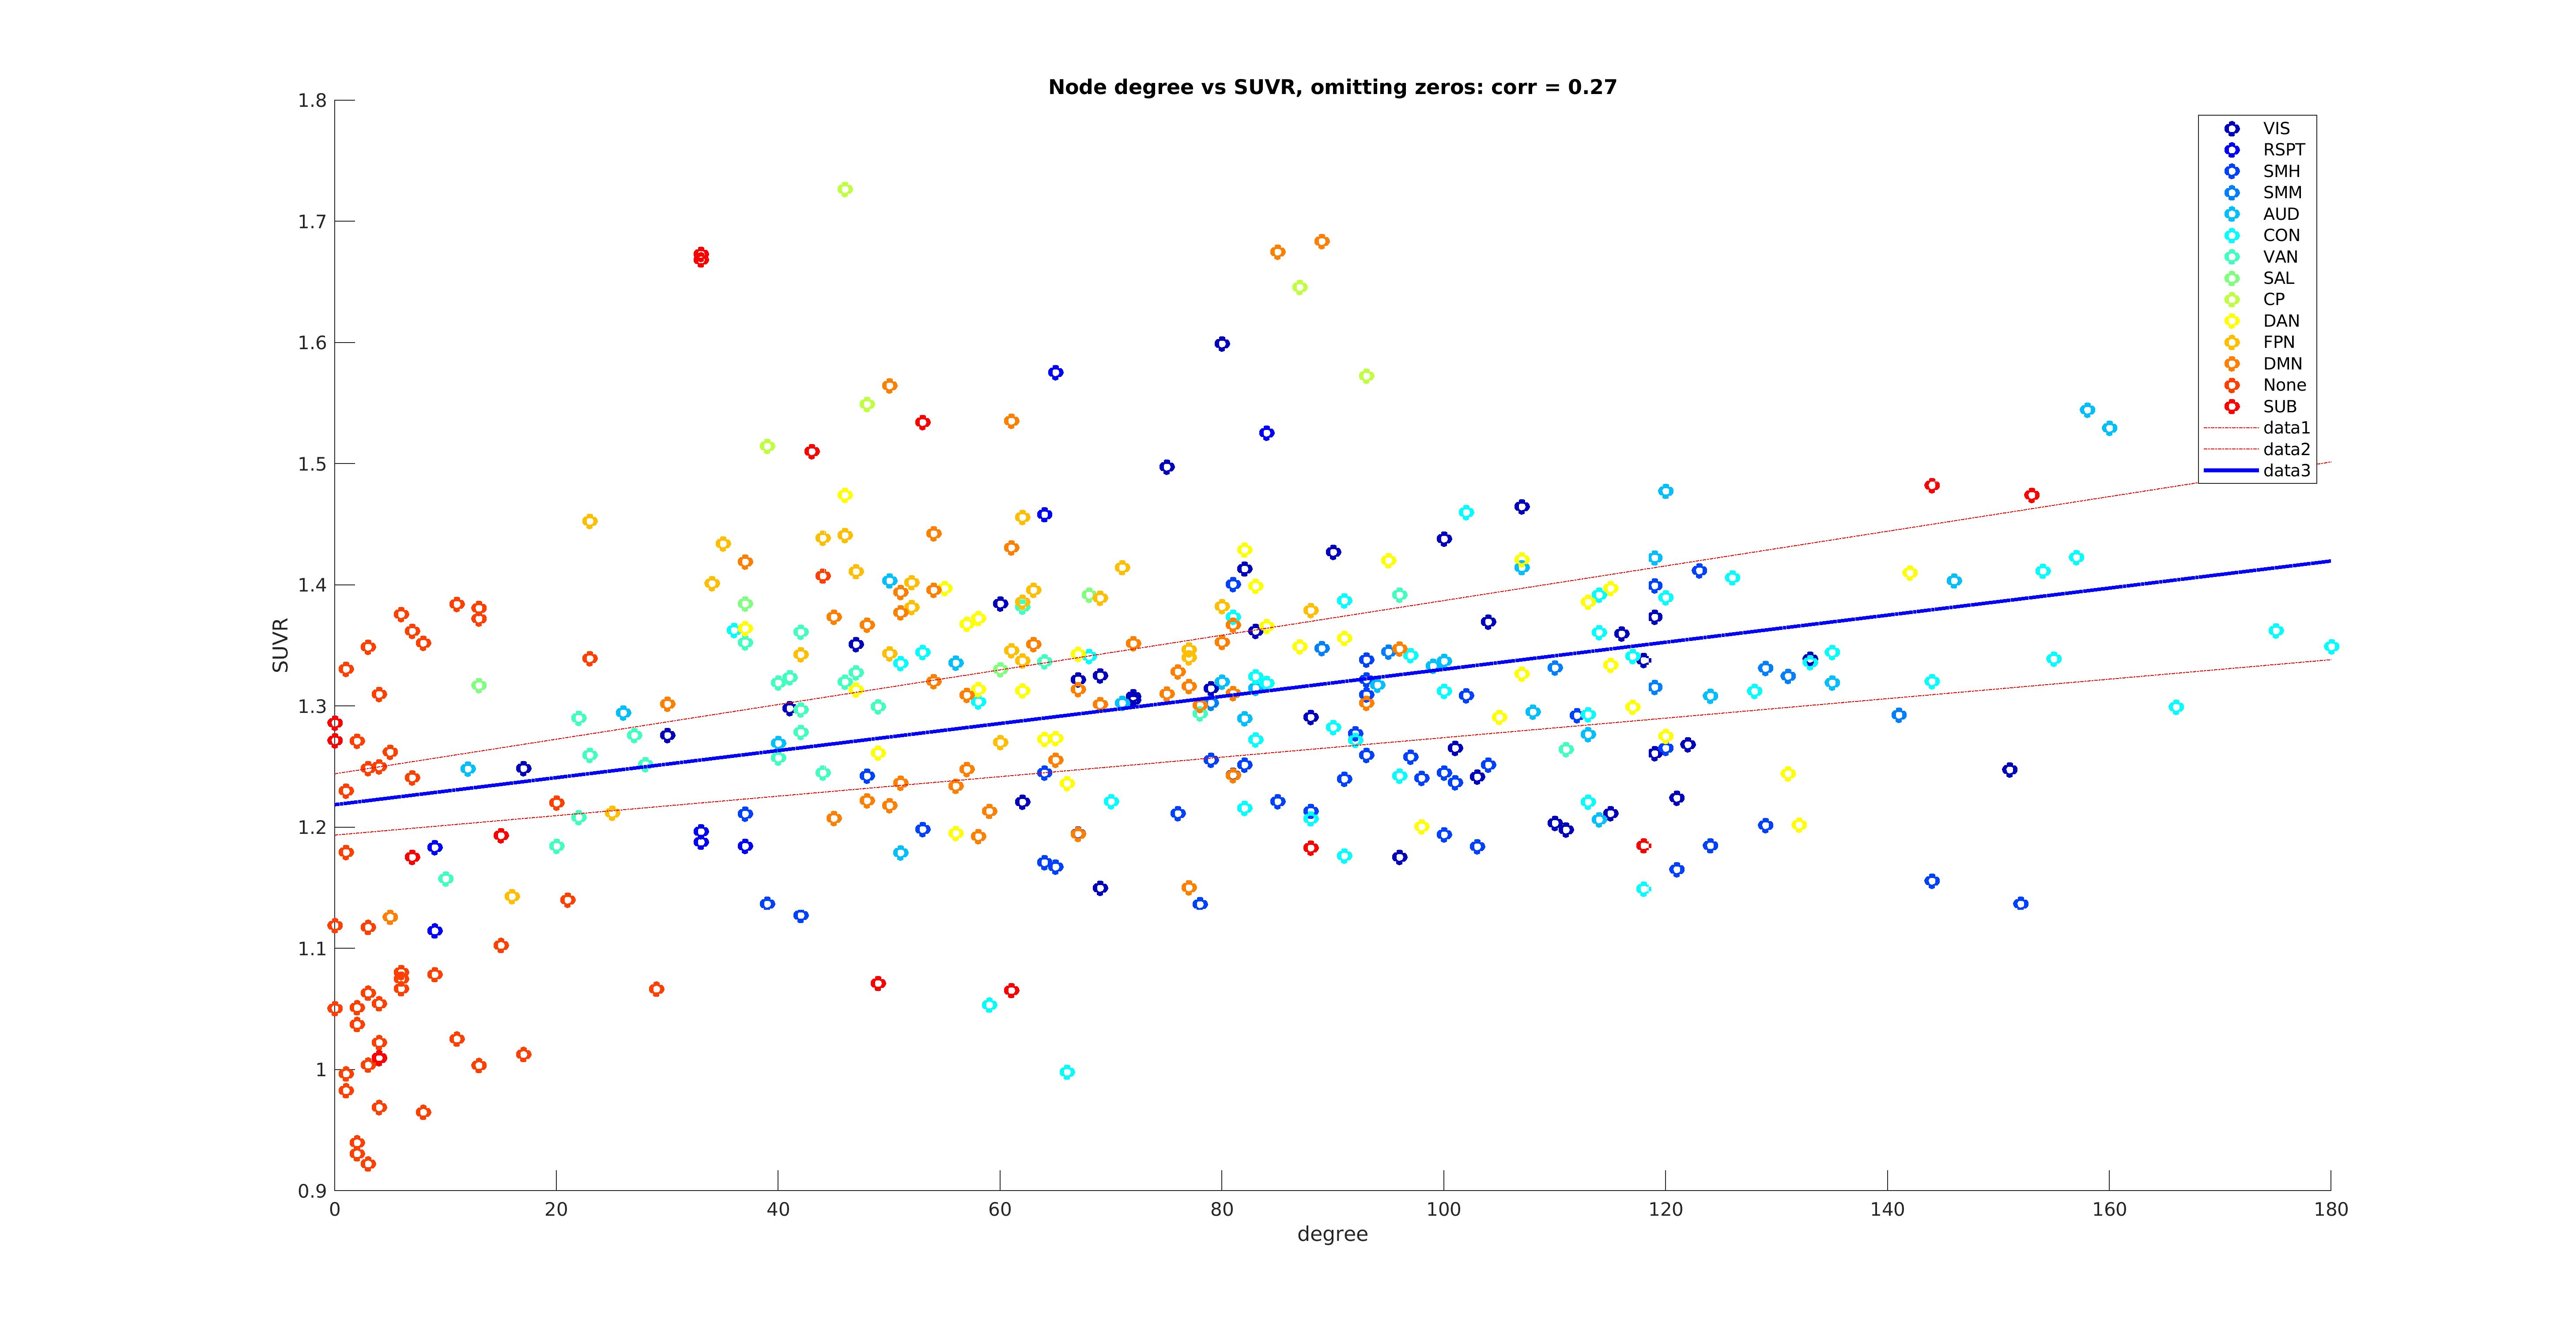 Node degree vs SUVR, omitting zeros: corr = 0.27
1.8
1.7
1.6
1.5
1.4
1.3
1.2
1.1
1
0.9
SUVR
0 20 40 60 80 100 120 140 160 180
degree
VIS
RSPT
SMH
SMM
AUD
CON
VAN
SAL
CP
DAN
FPN
DMN
None
SUB
data1
data2
data3